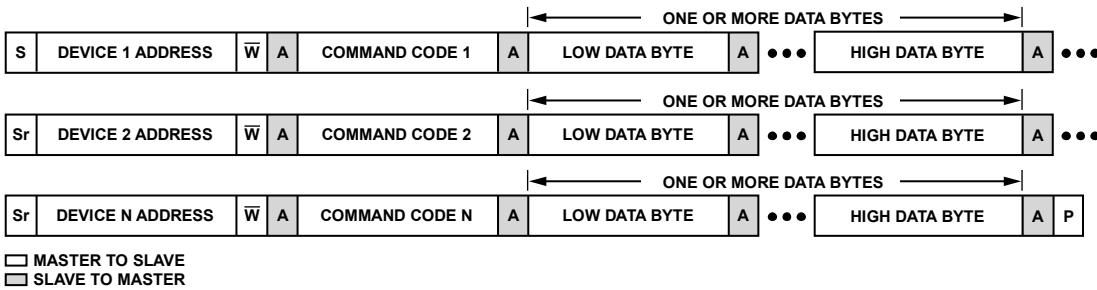 ONE OR MORE DATA BYTES
S DEVICE 1 ADDRESS W̅ A COMMAND CODE 1 A LOW DATA BYTE A ••• HIGH DATA BYTE A •••
ONE OR MORE DATA BYTES
Sr DEVICE 2 ADDRESS W̅ A COMMAND CODE 2 A LOW DATA BYTE A ••• HIGH DATA BYTE A •••
ONE OR MORE DATA BYTES
Sr DEVICE N ADDRESS W̅ A COMMAND CODE N A LOW DATA BYTE A ••• HIGH DATA BYTE A P
MASTER TO SLAVE
SLAVE TO MASTER